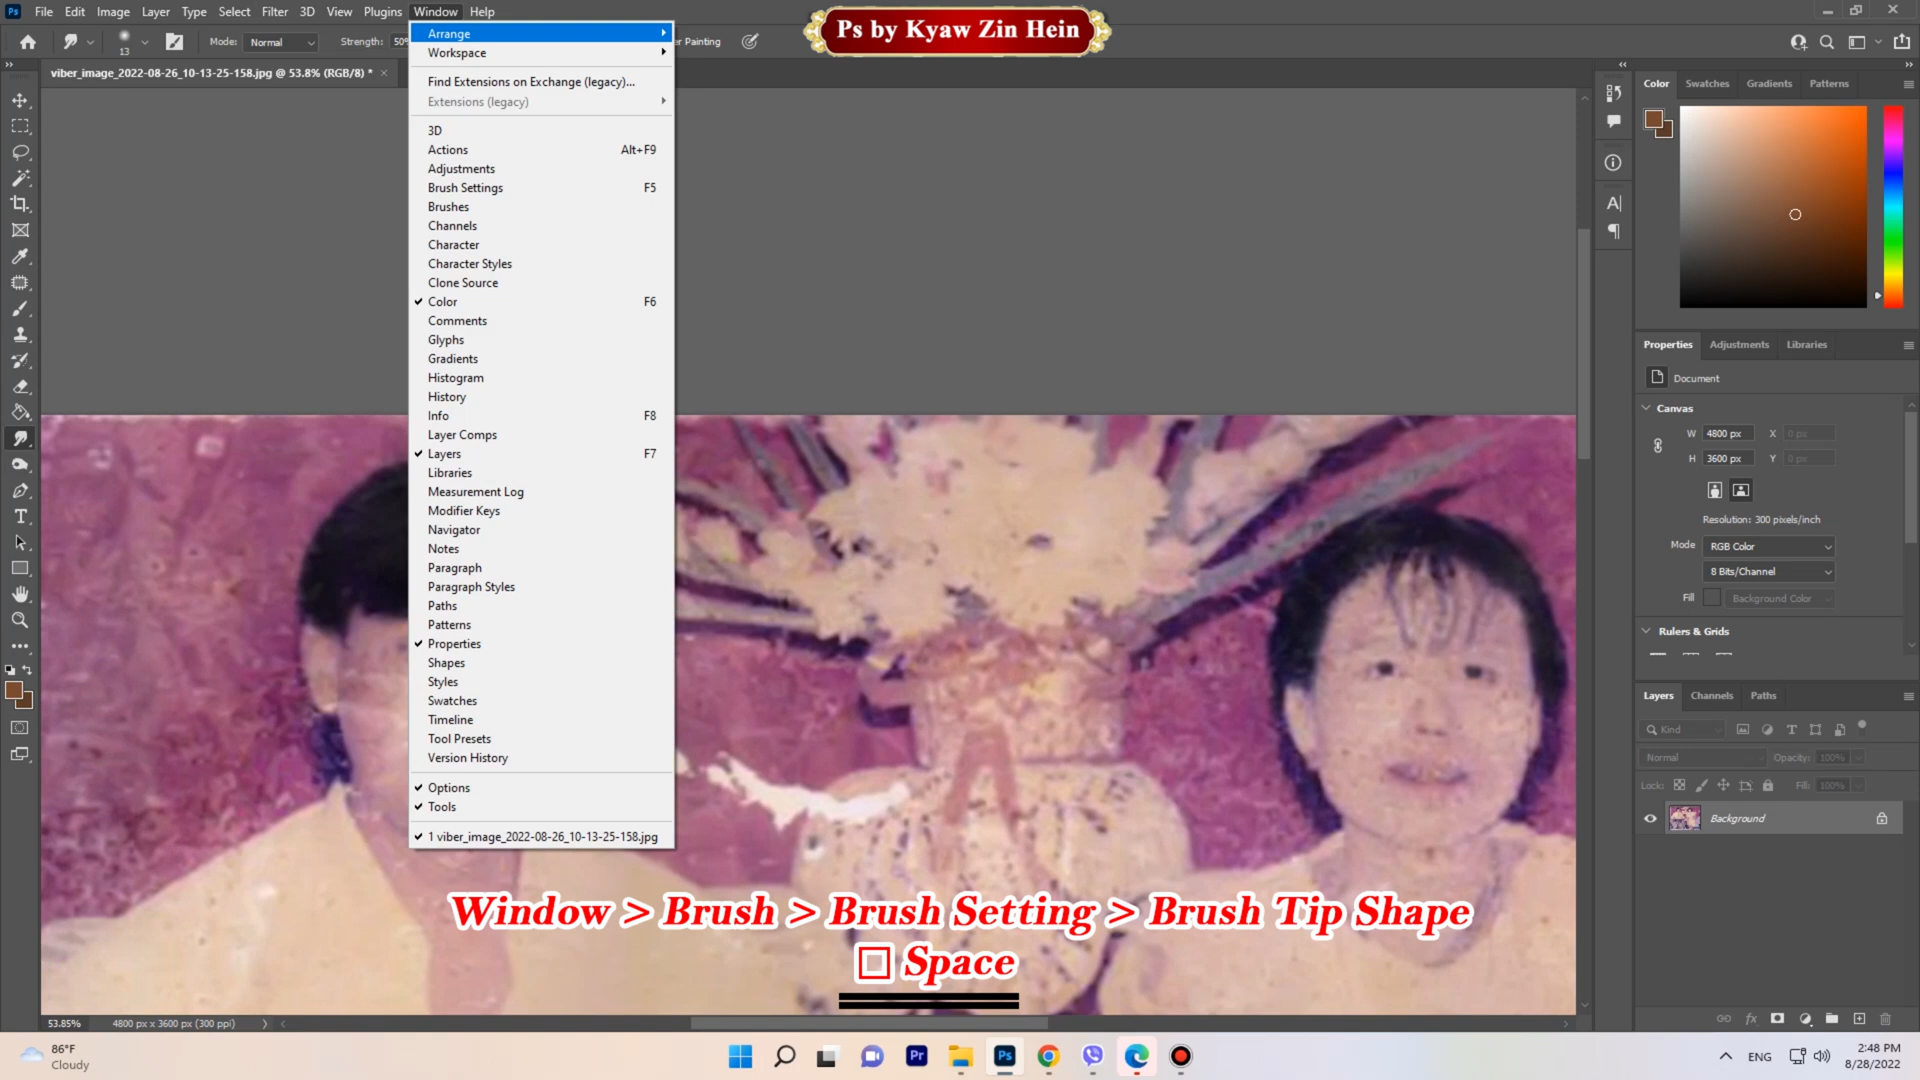 File Edit Image Layer Type Select Filter 3D View Plugins Window Help
Ps by Kyaw Zin Hein
13 Mode: Normal Strength: Painting
viber_image_2022-08-26_10-13-25-158.jpg @ 53.8% (RGB/8) *
Arrange
Workspace
Find Extensions on Exchange (legacy)...
Extensions (legacy)
3D
Actions Alt+F9
Adjustments
Brush Settings F5
Brushes
Channels
Character
Character Styles
Clone Source
Color F6
Comments
Glyphs
Gradients
Histogram
History
Info F8
Layer Comps
Layers F7
Libraries
Measurement Log
Modifier Keys
Navigator
Notes
Paragraph
Paragraph Styles
Paths
Patterns
Properties
Shapes
Styles
Swatches
Timeline
Tool Presets
Version History
Options
Tools
1 viber_image_2022-08-26_10-13-25-158.jpg
Color Swatches Gradients Patterns
Properties Adjustments Libraries
Document
Canvas
W 4800 px X 0 px
H 3600 px Y 0 px
Resolution: 300 pixels/inch
Mode RGB Color
8 Bits/Channel
Fill Background Color
Rulers & Grids
Layers Channels Paths
Kind
Normal Opacity: 100%
Lock: Fill: 100%
Background
Window > Brush > Brush Setting > Brush Tip Shape
Space
53.85% 4800 px x 3600 px (300 ppi)
86°F
Cloudy
ENG
2:48 PM
8/28/2022